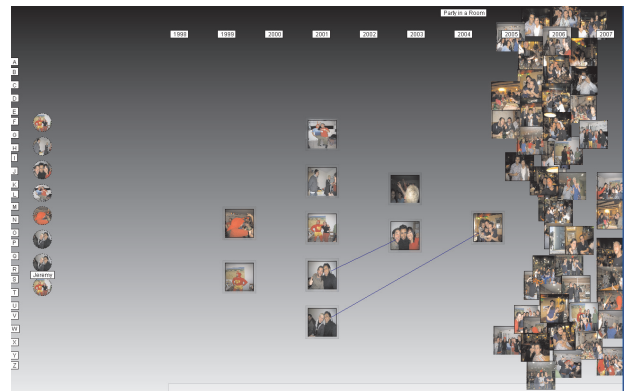 Party in a Room
1998 1999 2000 2001 2002 2003 2004 2005 2006 2007
A
B
C
D
E
F
G
H
I
J
K
L
M
N
O
P
Q
R
Jeremy
S
T
U
V
W
X
Y
Z